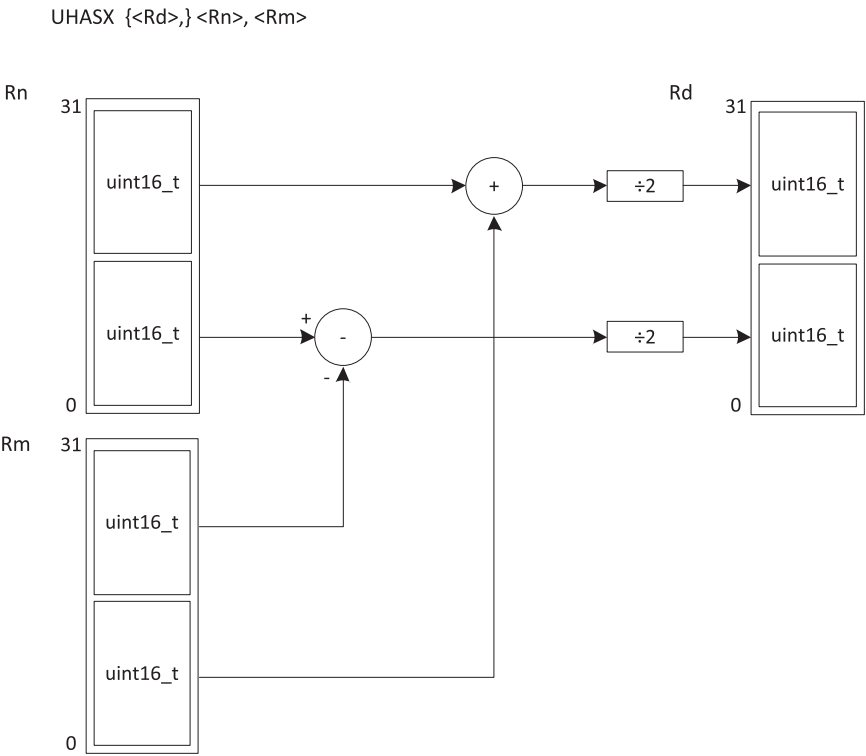 UHASX {<Rd>,} <Rn>, <Rm>
Rn
31
uint16_t
uint16_t
0
Rm
31
uint16_t
uint16_t
0
+
+
-
-
÷2
÷2
Rd
31
uint16_t
uint16_t
0